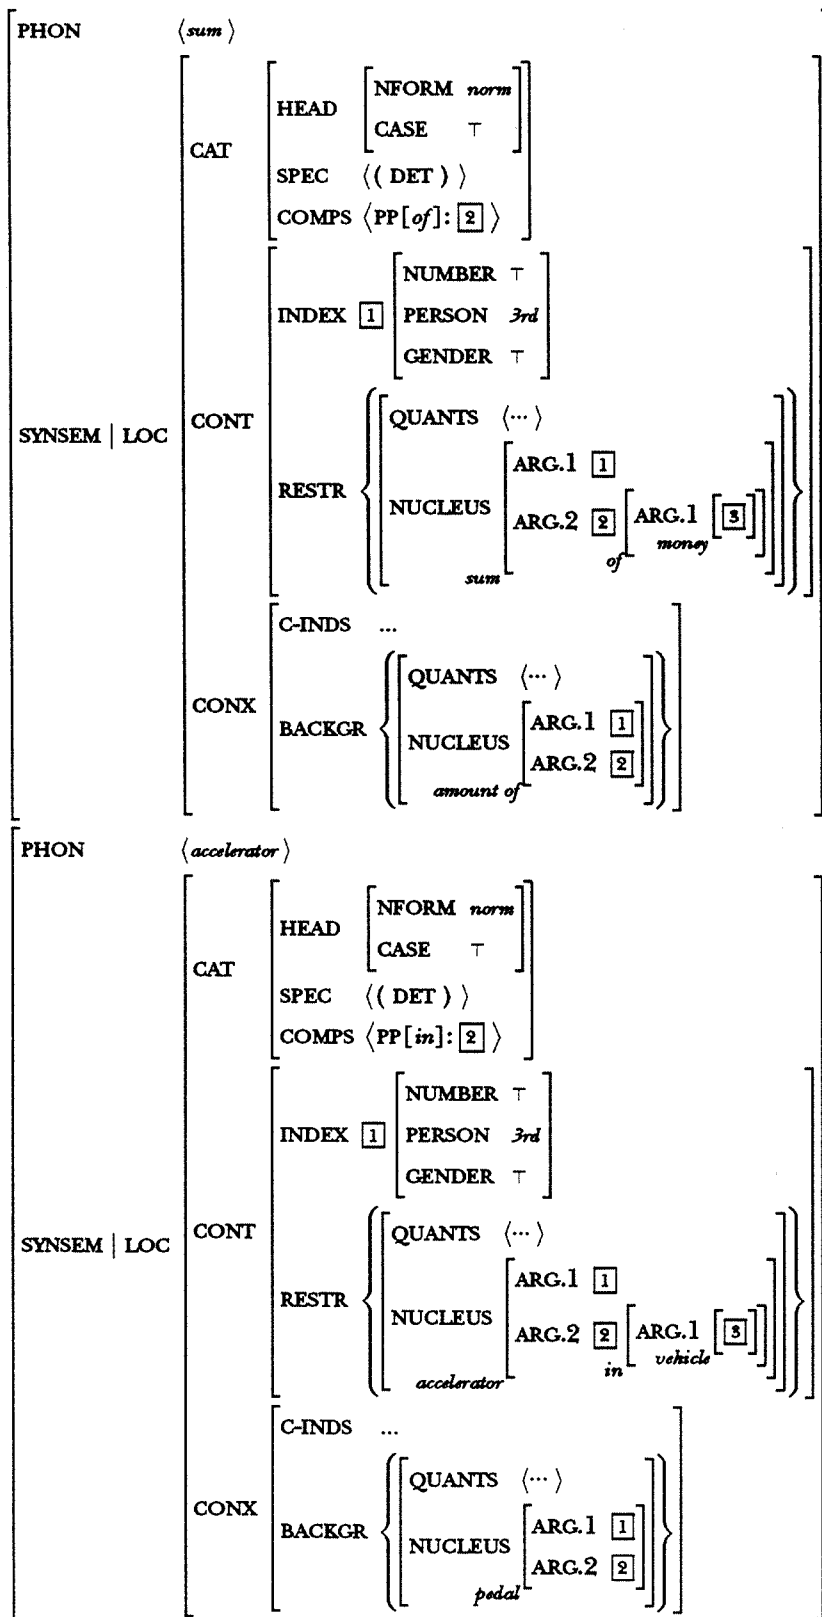 PHON ⟨sum⟩
NFORM norm
HEAD
CASE ⊤
CAT
SPEC ⟨( DET ) ⟩
COMPS ⟨PP[of]: 2 ⟩
NUMBER ⊤
INDEX 1 PERSON 3rd
GENDER ⊤
QUANTS ⟨···⟩
SYNSEM | LOC CONT
ARG.1 1
RESTR
NUCLEUS
ARG.2 2 ARG.1 3
of money
sum
C-INDS ...
QUANTS ⟨···⟩
CONX
ARG.1 1
BACKGR NUCLEUS
ARG.2 2
amount of
PHON ⟨accelerator⟩
NFORM norm
HEAD
CASE ⊤
CAT
SPEC ⟨( DET ) ⟩
COMPS ⟨PP[in]: 2 ⟩
NUMBER ⊤
INDEX 1 PERSON 3rd
GENDER ⊤
QUANTS ⟨···⟩
SYNSEM | LOC CONT
ARG.1 1
RESTR
NUCLEUS
ARG.2 2 ARG.1 3
in vehicle
accelerator
C-INDS ...
QUANTS ⟨···⟩
CONX
ARG.1 1
BACKGR NUCLEUS
ARG.2 2
pedal